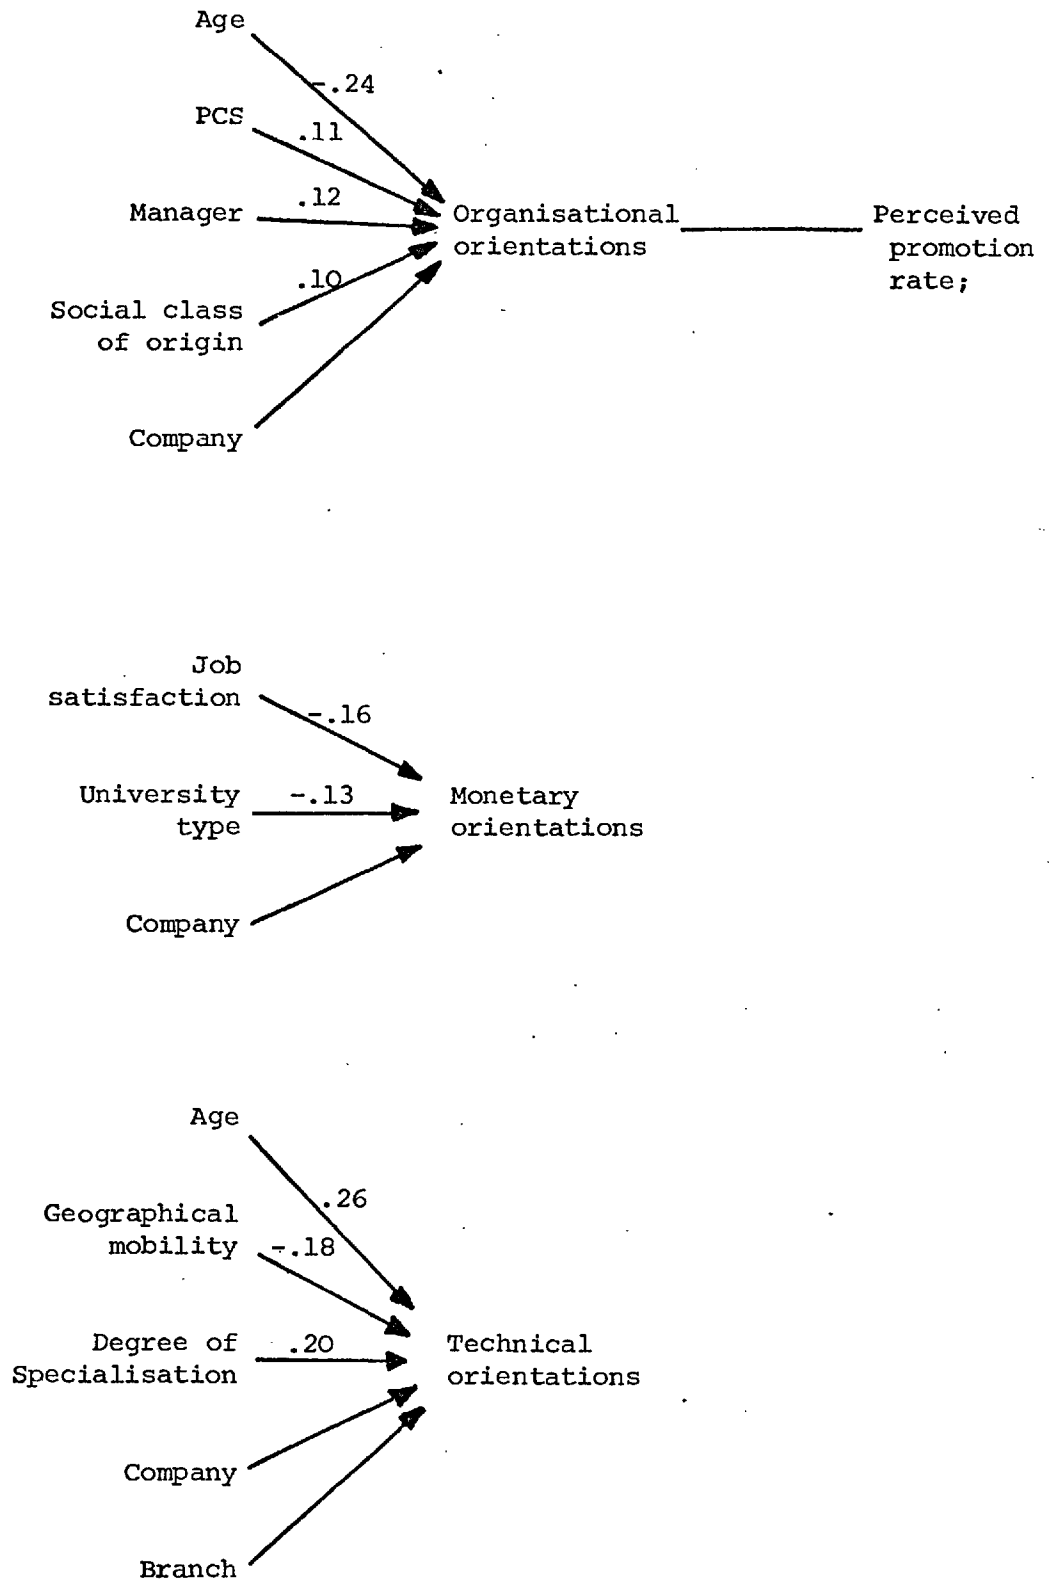 Age
-.24
PCS
.11
Manager
.12
Organisational
orientations
Perceived
promotion
rate;
.10
Social class
of origin
Company
Job
satisfaction
-.16
University
type
-.13
Monetary
orientations
Company
Age
.26
Geographical
mobility
-.18
Degree of
Specialisation
.20
Technical
orientations
Company
Branch